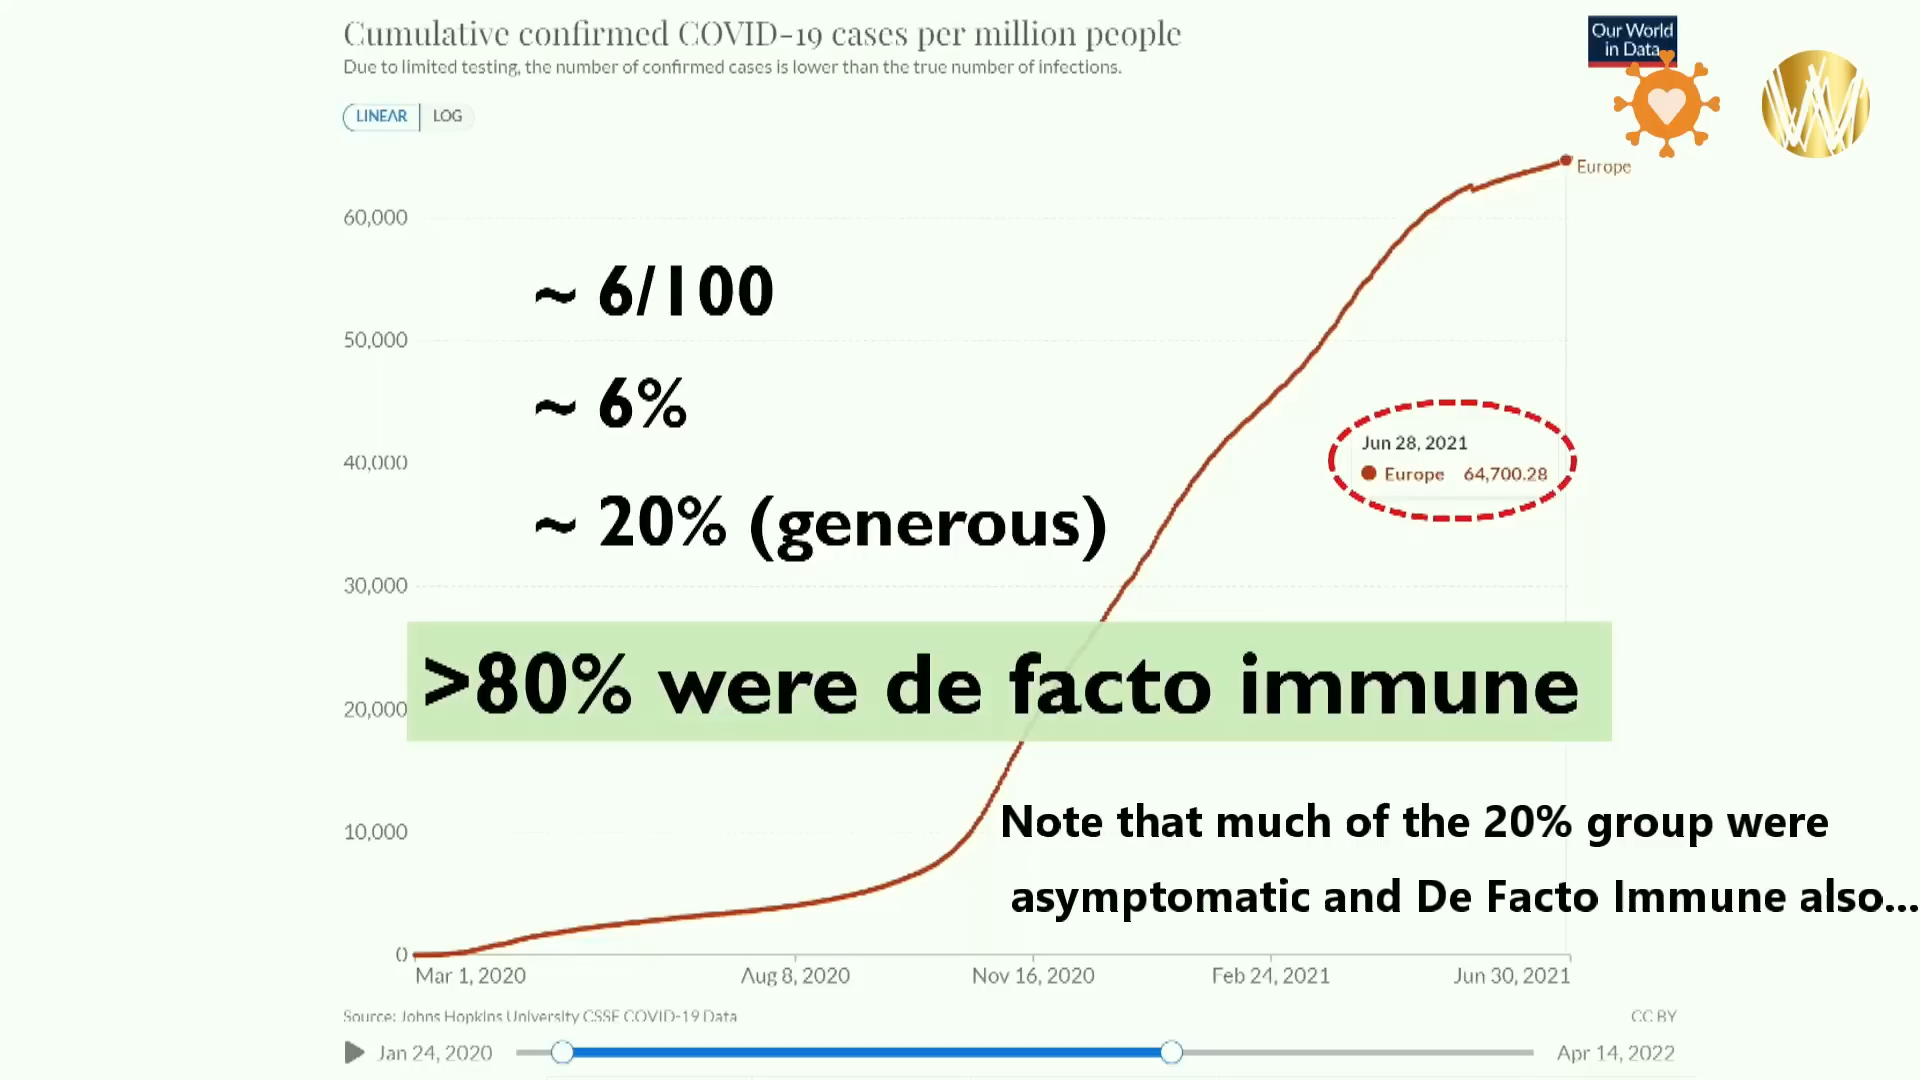 Cumulative confirmed COVID-19 cases per million people
Due to limited testing, the number of confirmed cases is lower than the true number of infections.
Our World
in Data
LINEAR LOG
Europe
60,000
~ 6/100
50,000
~ 6%
Jun 28, 2021
40,000
Europe 64,700.28
~ 20% (generous)
30,000
>80% were de facto immune
20,000
Note that much of the 20% group were
10,000
asymptomatic and De Facto Immune also...
0
Mar 1, 2020 Aug 8, 2020 Nov 16, 2020 Feb 24, 2021 Jun 30, 2021
Source: Johns Hopkins University CSSE COVID-19 Data CC BY
Jan 24, 2020 Apr 14, 2022